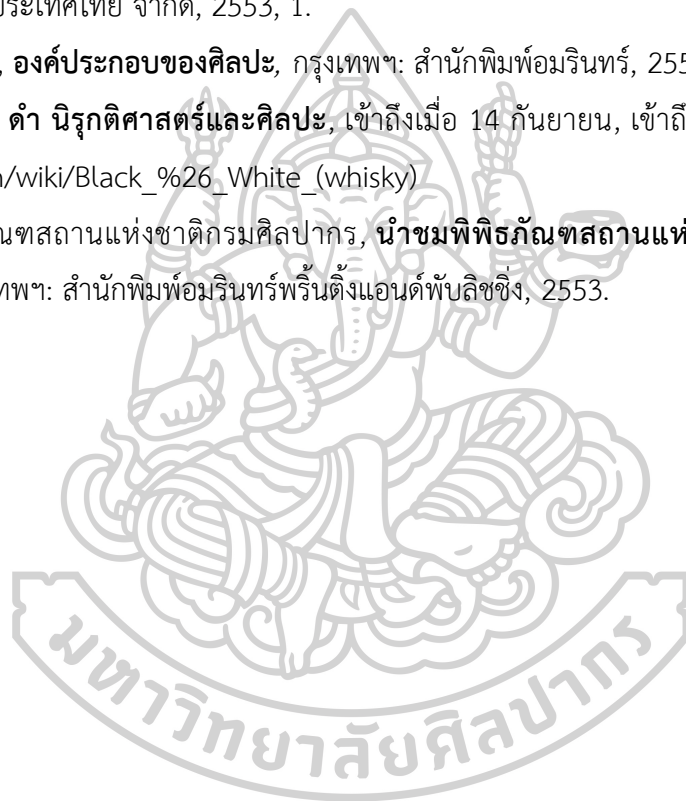 ประเทศไทย จำกัด, 2553, 1.
, องค์ประกอบของศิลปะ, กรุงเทพฯ: สำนักพิมพ์อมรินทร์, 255
ดำ นิรุกติศาสตร์และศิลปะ, เข้าถึงเมื่อ 14 กันยายน, เข้าถึ
/wiki/Black_%26_White_(whisky)
ณฑสถานแห่งชาติกรมศิลปากร, นำชมพิพิธภัณฑสถานแห่
ทพฯ: สำนักพิมพ์อมรินทร์พริ้นติ้งแอนด์พับลิชชิ่ง, 2553.
มหาวิทยาลัยศิลปากร